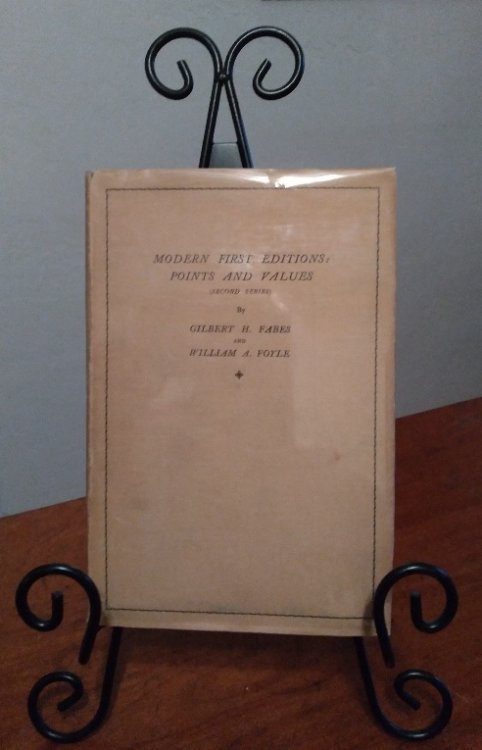 MODERN FIRST EDITIONS:
POINTS AND VALUES
(SECOND SERIES)
By
GILBERT H. FABES
AND
WILLIAM A. FOYLE